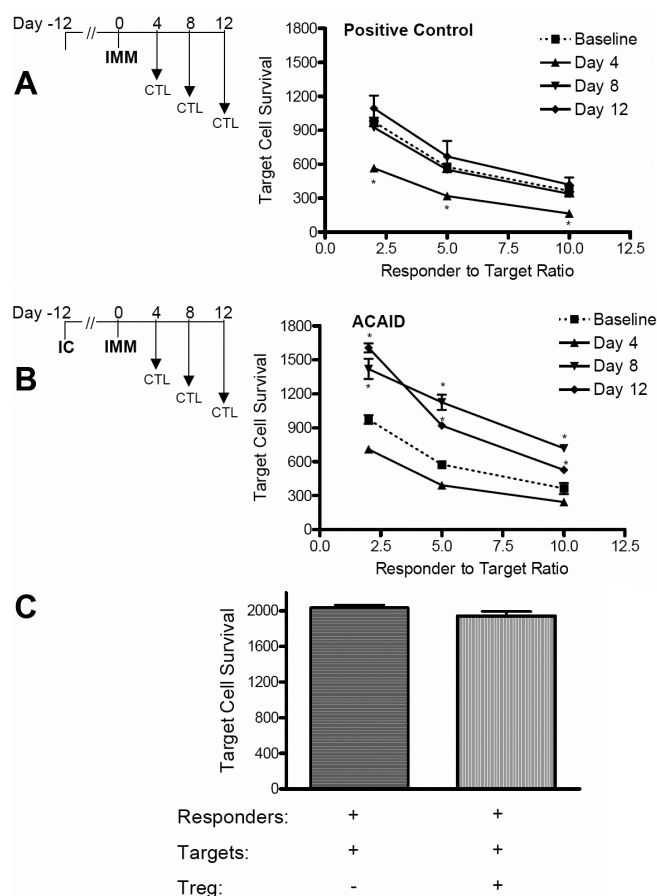 Day -12 // 0 4 8 12
IMM
A
CTL
CTL
CTL
Positive Control
Baseline
Day 4
Day 8
Day 12
Target Cell Survival
1800
1500
1200
900
600
300
0
* * *
0.0 2.5 5.0 7.5 10.0 12.5
Responder to Target Ratio
Day -12 // 0 4 8 12
IC IMM
B
CTL
CTL
CTL
ACAID
Baseline
Day 4
Day 8
Day 12
Target Cell Survival
1800
1500
1200
900
600
300
0
* * * * * *
0.0 2.5 5.0 7.5 10.0 12.5
Responder to Target Ratio
C
Target Cell Survival
2000
1600
1200
800
400
0
Responders: + +
Targets: + +
Treg: - +